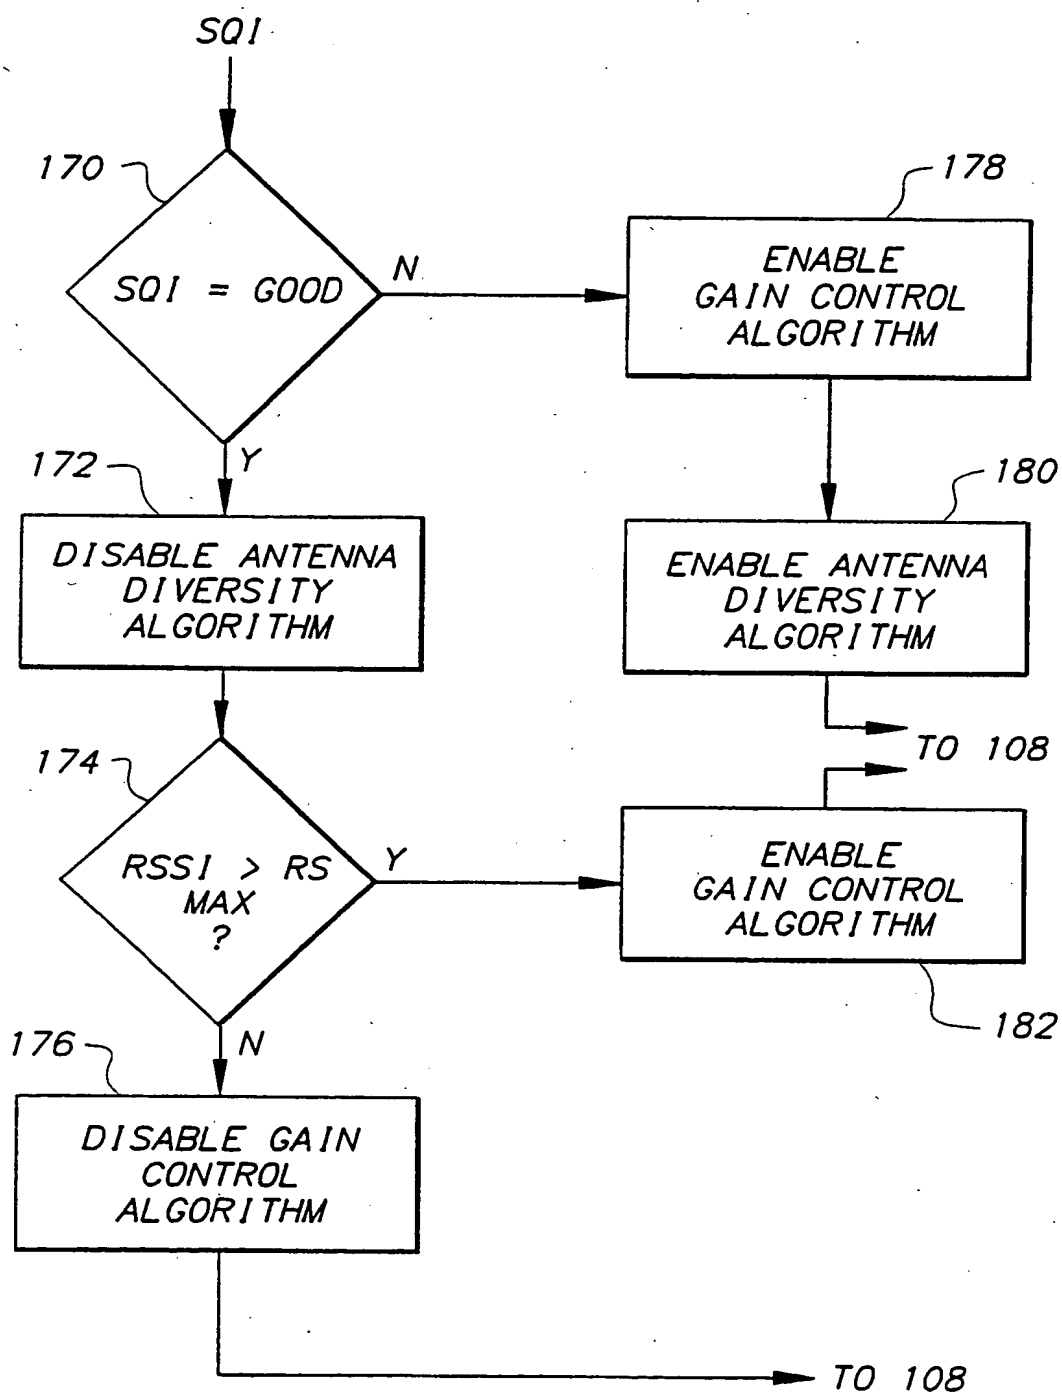 SQI
170
SQI = GOOD
N
Y
178
ENABLE
GAIN CONTROL
ALGORITHM
172
DISABLE ANTENNA
DIVERSITY
ALGORITHM
180
ENABLE ANTENNA
DIVERSITY
ALGORITHM
TO 108
174
RSSI > RS
MAX
?
Y
N
ENABLE
GAIN CONTROL
ALGORITHM
182
176
DISABLE GAIN
CONTROL
ALGORITHM
TO 108